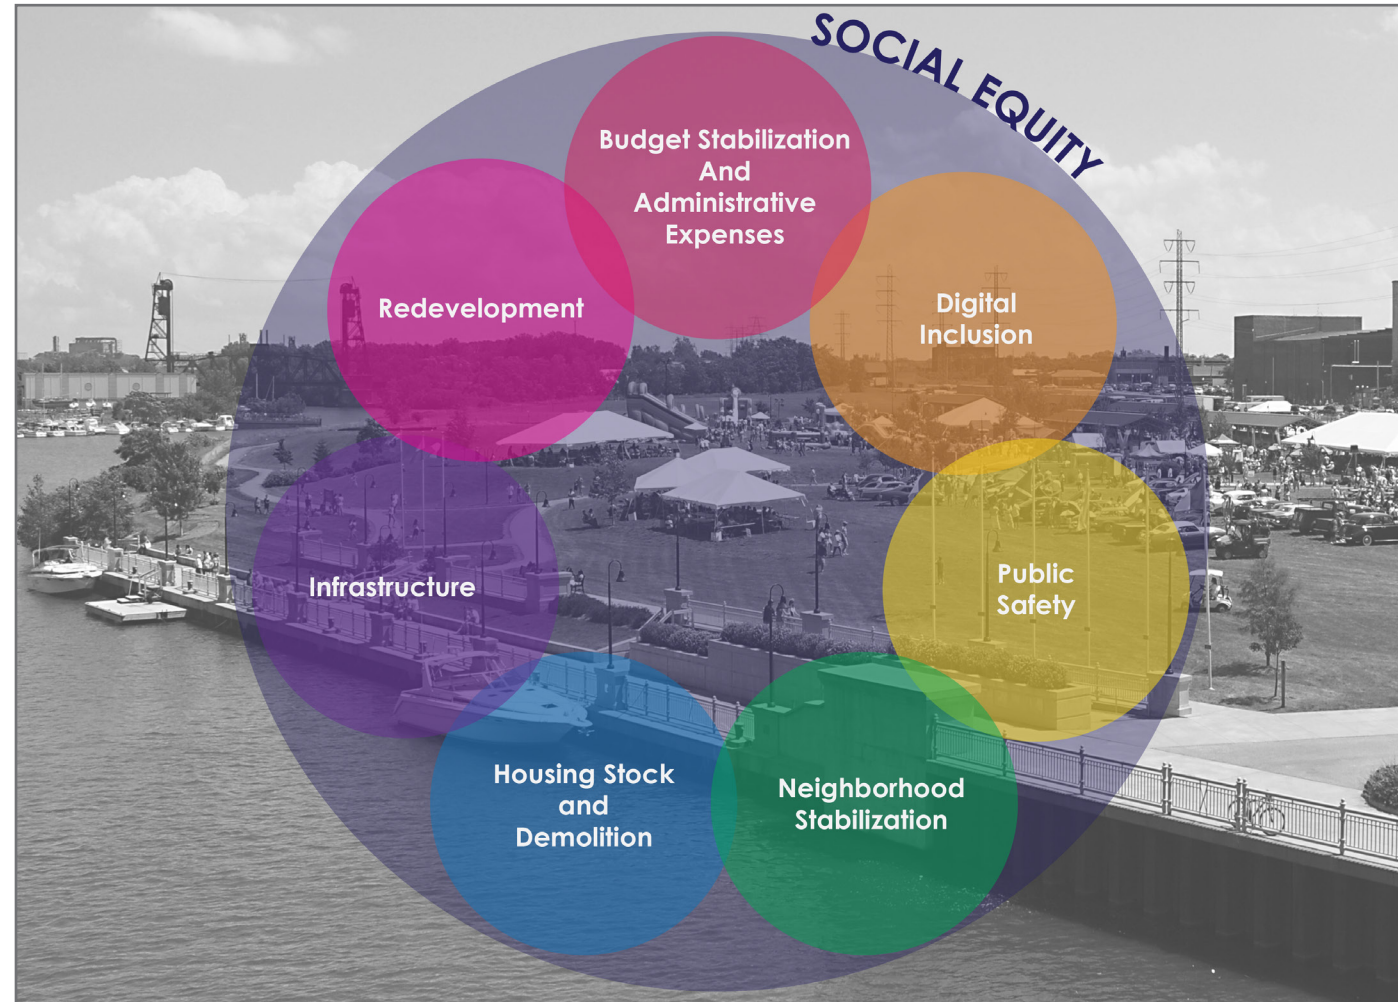 SOCIAL EQUITY
Budget Stabilization
And
Administrative
Expenses
Redevelopment
Digital
Inclusion
Infrastructure
Public
Safety
Housing Stock
and
Demolition
Neighborhood
Stabilization